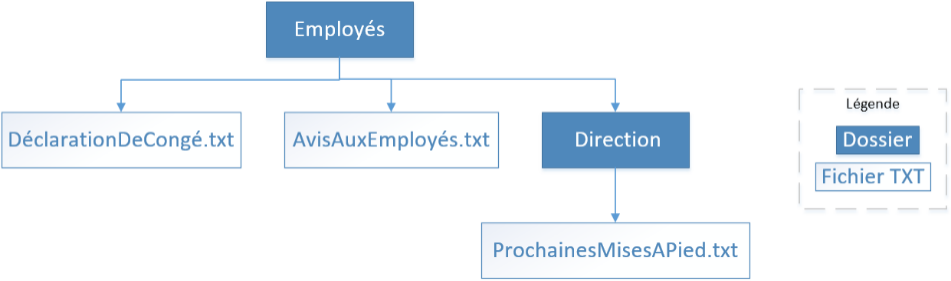 Employés
DéclarationDeCongé.txt
AvisAuxEmployés.txt
Direction
ProchainesMisesAPied.txt
Légende
Dossier
Fichier TXT